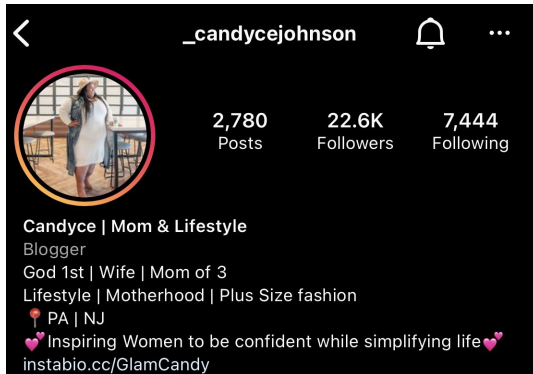 _candycejohnson
2,780 22.6K 7,444
Posts Followers Following
Candyce | Mom & Lifestyle
Blogger
God 1st | Wife | Mom of 3
Lifestyle | Motherhood | Plus Size fashion
📍PA | NJ
💕Inspiring Women to be confident while simplifying life💕
instabio.cc/GlamCandy